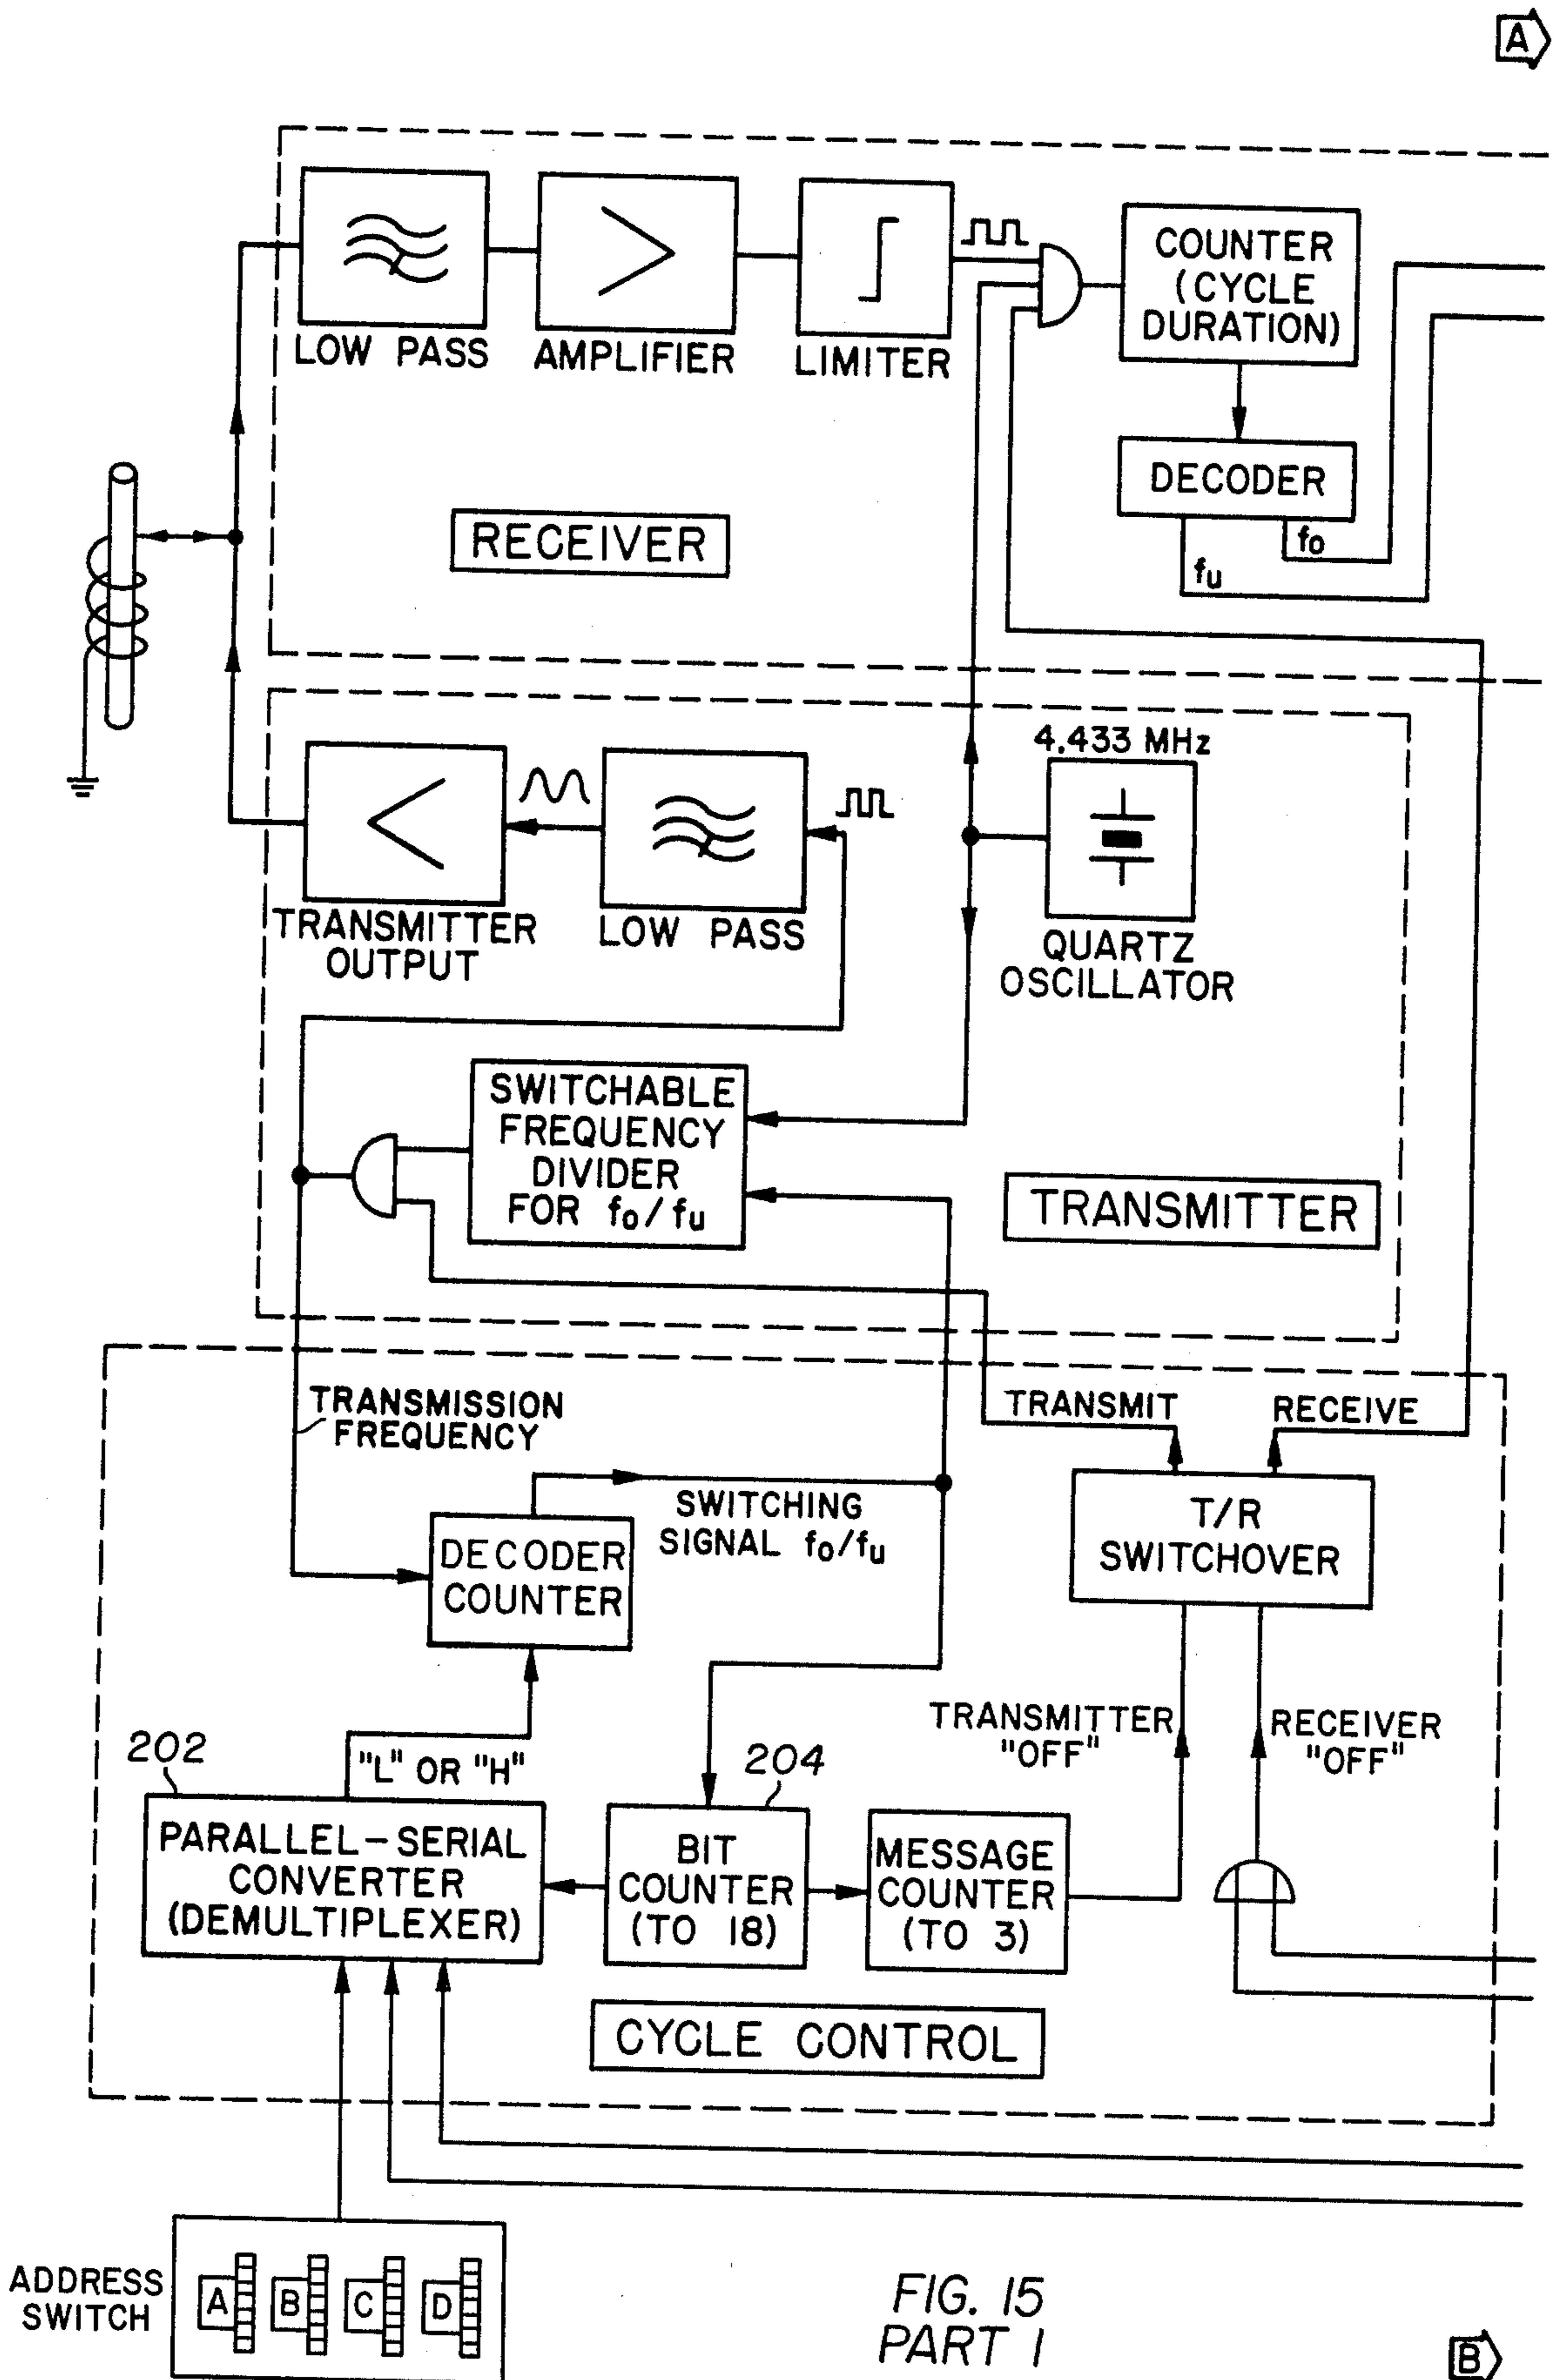 A
LOW PASS
AMPLIFIER
LIMITER
COUNTER
(CYCLE
DURATION)
DECODER
fo
fu
RECEIVER
4.433 MHz
TRANSMITTER
OUTPUT
LOW PASS
QUARTZ
OSCILLATOR
SWITCHABLE
FREQUENCY
DIVIDER
FOR fo/fu
TRANSMITTER
TRANSMISSION
FREQUENCY
TRANSMIT
RECEIVE
SWITCHING
SIGNAL fo/fu
T/R
SWITCHOVER
DECODER
COUNTER
TRANSMITTER
"OFF"
RECEIVER
"OFF"
202
"L" OR "H"
204
PARALLEL-SERIAL
CONVERTER
(DEMULTIPLEXER)
BIT
COUNTER
(TO 18)
MESSAGE
COUNTER
(TO 3)
CYCLE CONTROL
ADDRESS
SWITCH
A B C D
FIG. 15
PART 1
B